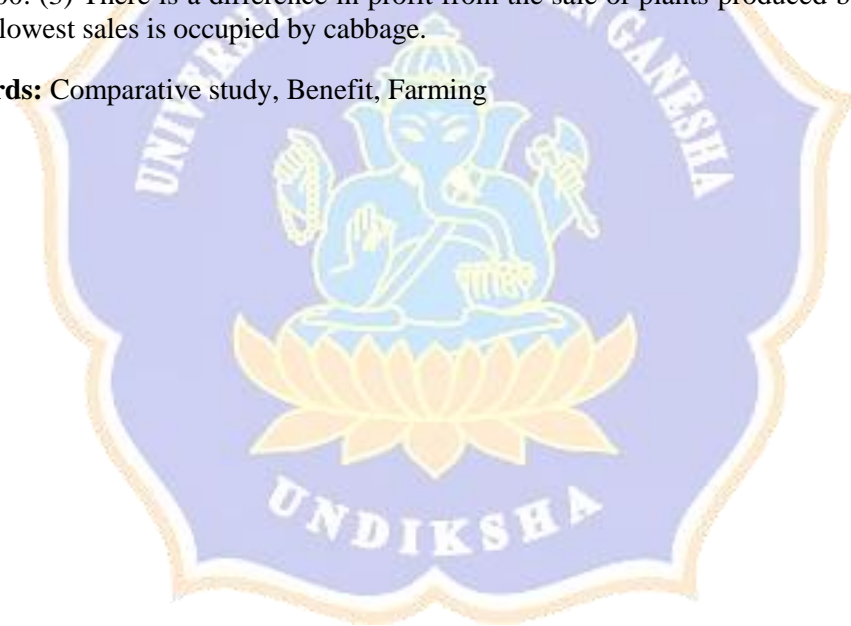 (3) There is a difference in profit from the sale of plants produced b
lowest sales is occupied by cabbage.
rds: Comparative study, Benefit, Farming
GANESHA
UNDIKSHA